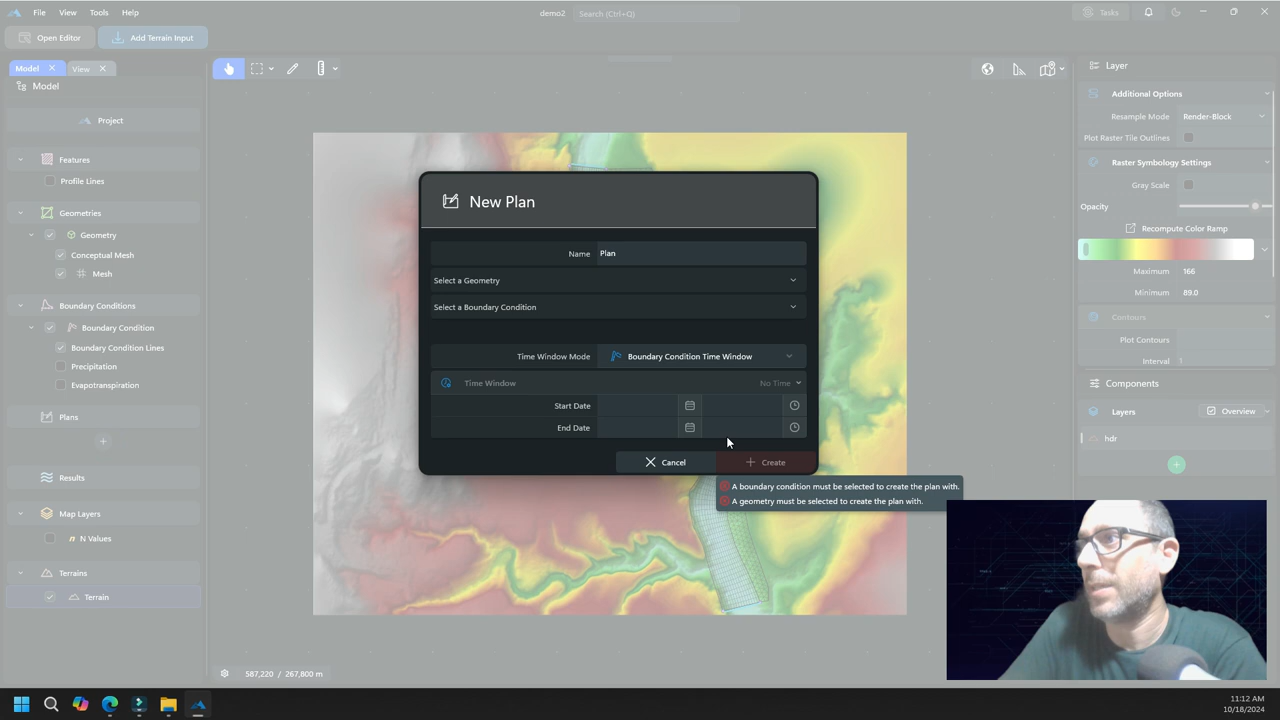 File View Tools Help
demo2
Search (Ctrl+Q)
Tasks
Open Editor
Add Terrain Input
Model
View
Model
Project
Features
Profile Lines
Geometries
Geometry
Conceptual Mesh
Mesh
Boundary Conditions
Boundary Condition
Boundary Condition Lines
Precipitation
Evapotranspiration
Plans
Results
Map Layers
N Values
Terrains
Terrain
New Plan
Name Plan
Select a Geometry
Select a Boundary Condition
Time Window Mode Boundary Condition Time Window
Time Window No Time
Start Date
End Date
Cancel
Create
A boundary condition must be selected to create the plan with.
A geometry must be selected to create the plan with.
587,220 / 267,800 m
Layer
Additional Options
Resample Mode Render-Block
Plot Raster Tile Outlines
Raster Symbology Settings
Gray Scale
Opacity
Recompute Color Ramp
Maximum 166
Minimum 89.0
Contours
Plot Contours
Interval 1
Components
Layers Overview
hdr
11:12 AM
10/18/2024